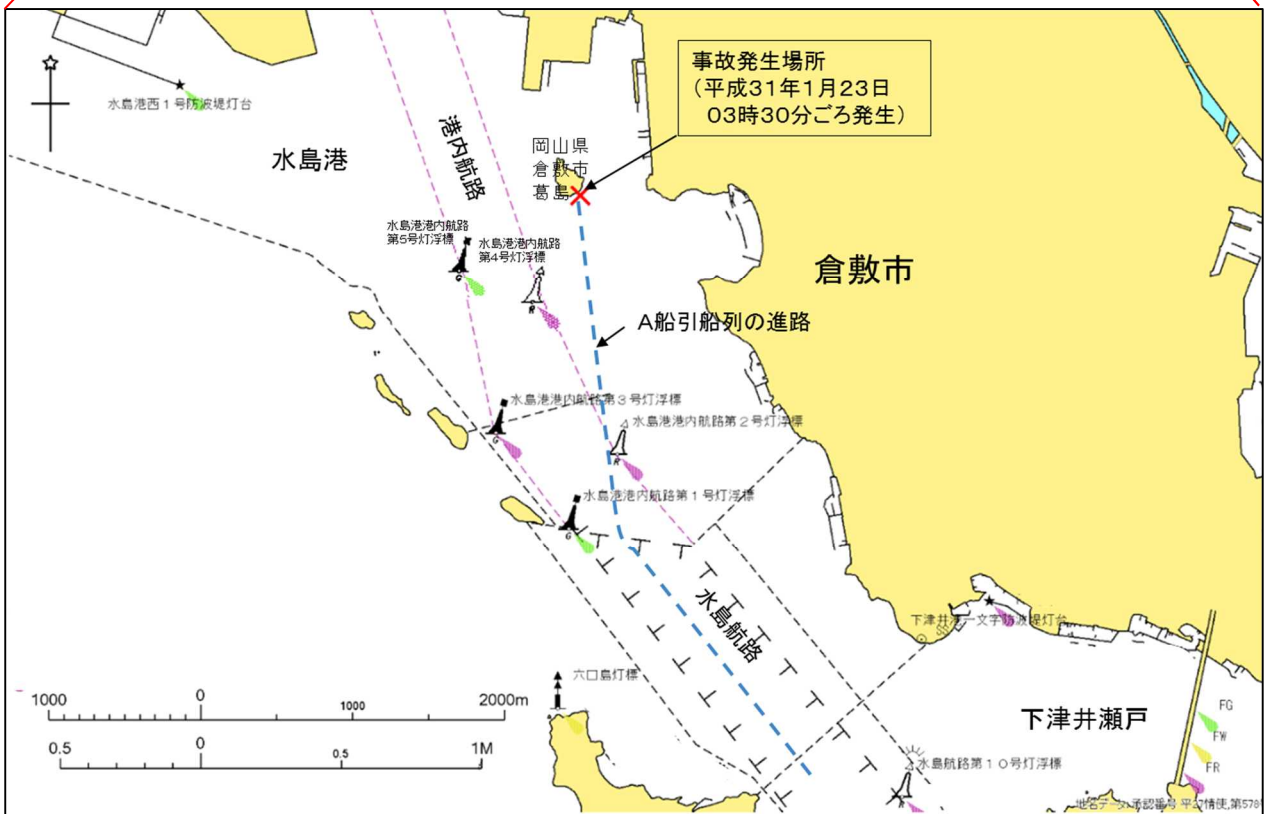 事故発生場所
（平成31年1月23日
03時30分ごろ発生）
水島港西1号防波堤灯台
水島港
港内航路
岡山県
倉敷市
葛島
水島港港内航路
第5号灯浮標
水島港港内航路
第4号灯浮標
G
R
倉敷市
A船引船列の進路
水島港港内航路第3号灯浮標
G
水島港港内航路第2号灯浮標
R
水島港港内航路第1号灯浮標
G
水島航路
下津井港一文字防波堤灯台
六口島灯標
下津井瀬戸
1000
0
1000
2000m
0.5
0
0.5
1M
水島航路第10号灯浮標
R
FG
FW
FR